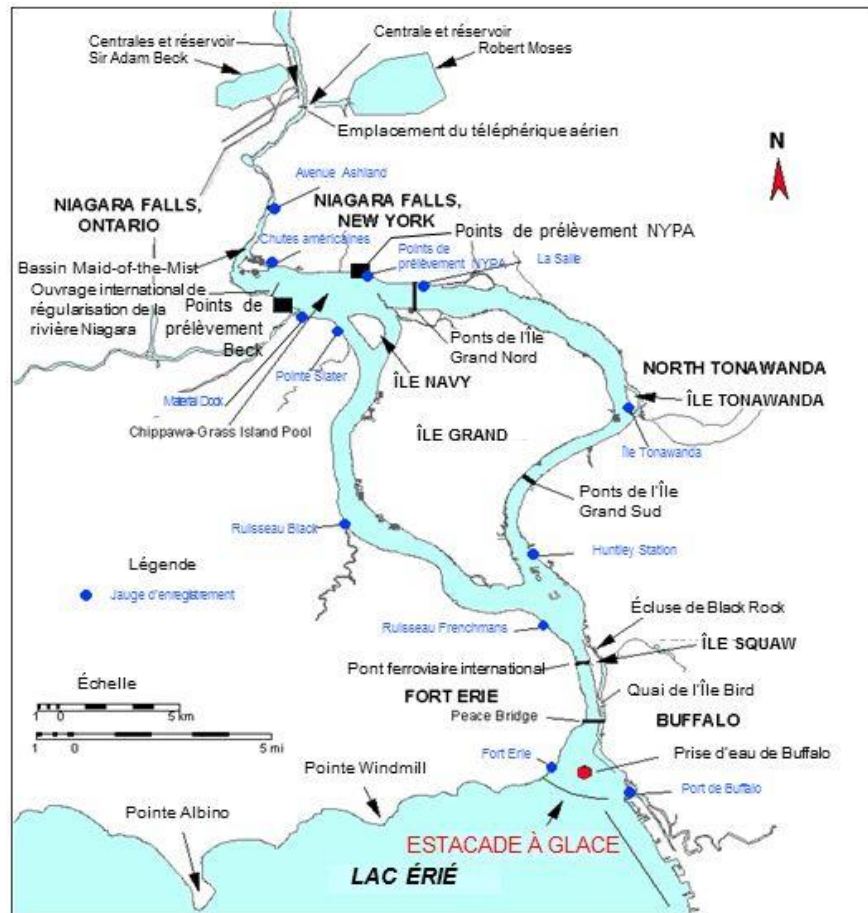 Centrales et réservoir
Sir Adam Beck
Centrale et réservoir
Robert Moses
Emplacement du téléphérique aérien
N
Avenue Ashland
NIAGARA FALLS,
ONTARIO
NIAGARA FALLS,
NEW YORK
Chutes américaines
Points de prélèvement NYPA
Points de
prélèvement NYPA
La Salle
Bassin Maid-of-the-Mist
Ouvrage international de
régularisation de la
rivière Niagara
Points de
prélèvement
Beck
Ponts de l'Île
Grand Nord
Pointe Slater
ÎLE NAVY
NORTH TONAWANDA
ÎLE TONAWANDA
Material Dock
Chippawa-Grass Island Pool
ÎLE GRAND
Île Tonawanda
Ponts de l'Île
Grand Sud
Ruisseau Black
Huntley Station
Légende
Jauge d'enregistrement
Écluse de Black Rock
Ruisseau Frenchmans
ÎLE SQUAW
Pont ferroviaire international
Échelle
1 0 5 km
1 0 5 mi
FORT ERIE
Quai de l'Île Bird
Peace Bridge
BUFFALO
Fort Erie
Prise d'eau de Buffalo
Pointe Windmill
Port de Buffalo
Pointe Albino
ESTACADE À GLACE
LAC ÉRIÉ